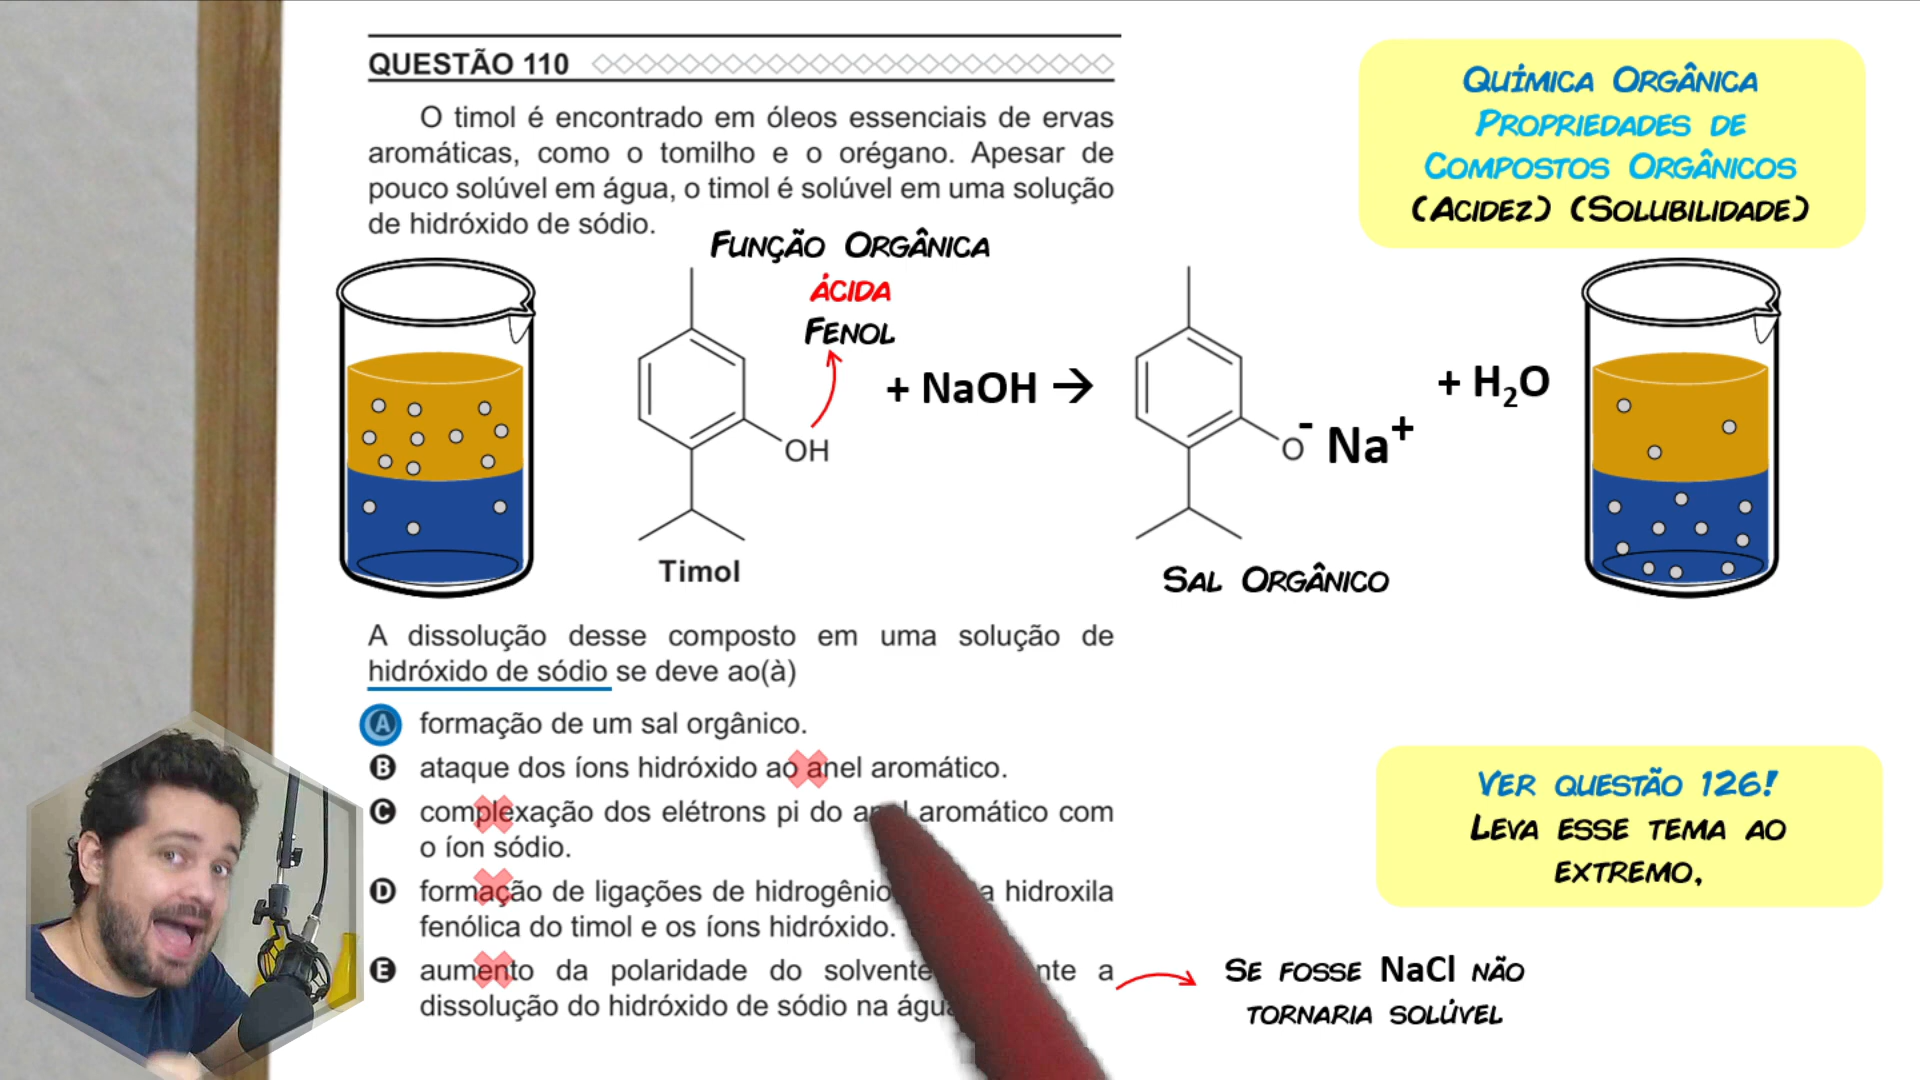 QUESTÃO 110
O timol é encontrado em óleos essenciais de ervas
aromáticas, como o tomilho e o orégano. Apesar de
pouco solúvel em água, o timol é solúvel em uma solução
de hidróxido de sódio.
QUÍMICA ORGÂNICA
PROPRIEDADES DE
COMPOSTOS ORGÂNICOS
(ACIDEZ) (SOLUBILIDADE)
FUNÇÃO ORGÂNICA
ÁCIDA
FENOL
OH
+ NaOH →
O⁻ Na⁺
+ H₂O
Timol
SAL ORGÂNICO
A dissolução desse composto em uma solução de
hidróxido de sódio se deve ao(à)
A formação de um sal orgânico.
B ataque dos íons hidróxido ao anel aromático.
C complexação dos elétrons pi do aromático com
o íon sódio.
D formação de ligações de hidrogênio a hidroxila
fenólica do timol e os íons hidróxido.
E aumento da polaridade do solvente a
dissolução do hidróxido de sódio na
VER QUESTÃO 126!
LEVA ESSE TEMA AO
EXTREMO,
SE FOSSE NaCl NÃO
TORNARIA SOLÚVEL